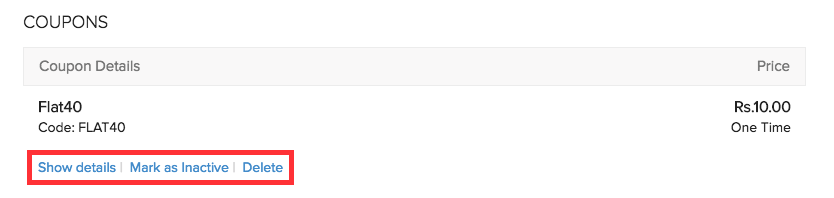 COUPONS
Coupon Details Price
Flat40 Rs.10.00
Code: FLAT40 One Time
Show details | Mark as Inactive | Delete